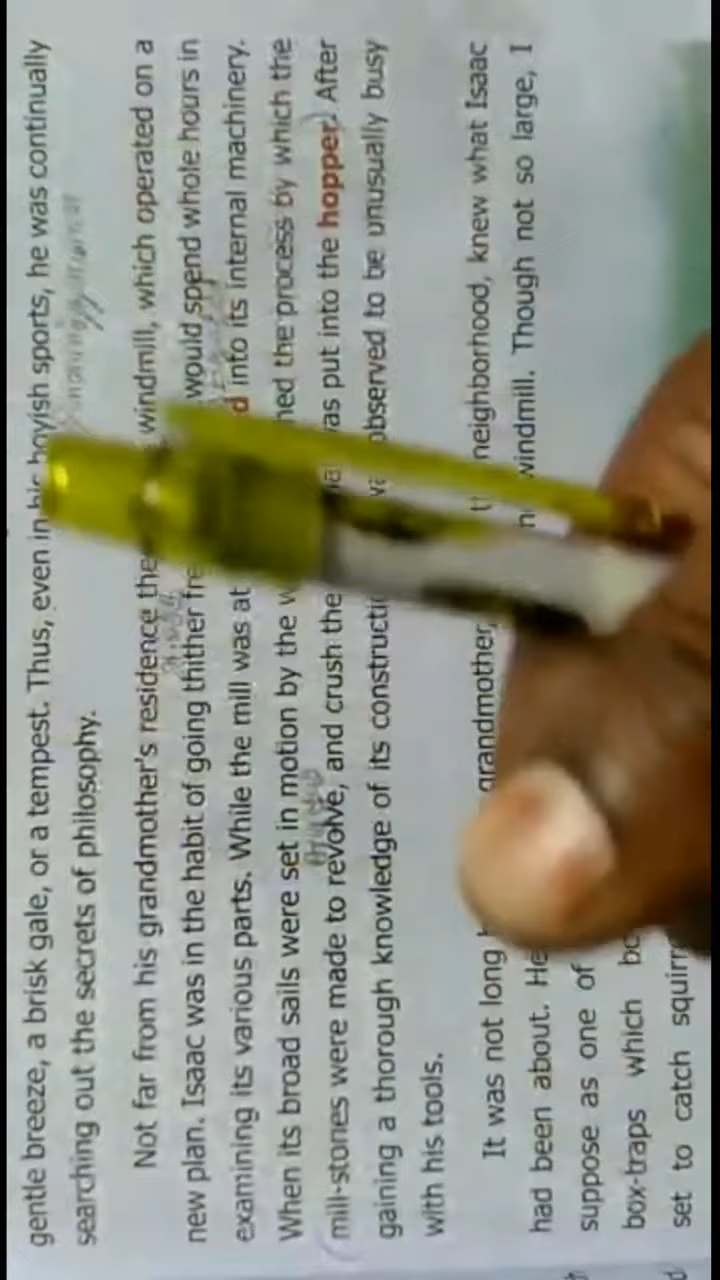 gentle breeze, a brisk gale, or a tempest. Thus, even in his boyish sports, he was continually
searching out the secrets of philosophy.
Not far from his grandmother's residence the windmill, which operated on a
new plan. Isaac was in the habit of going thither fre would spend whole hours in
examining its various parts. While the mill was at d into its internal machinery.
When its broad sails were set in motion by the w ned the process by which the
mill-stones were made to revolve, and crush the as put into the hopper. After
gaining a thorough knowledge of its constructi observed to be unusually busy
with his tools.
It was not long grandmother, neighborhood, knew what Isaac
had been about. He windmill. Though not so large, I
suppose as one of
box-traps which
set to catch squirr